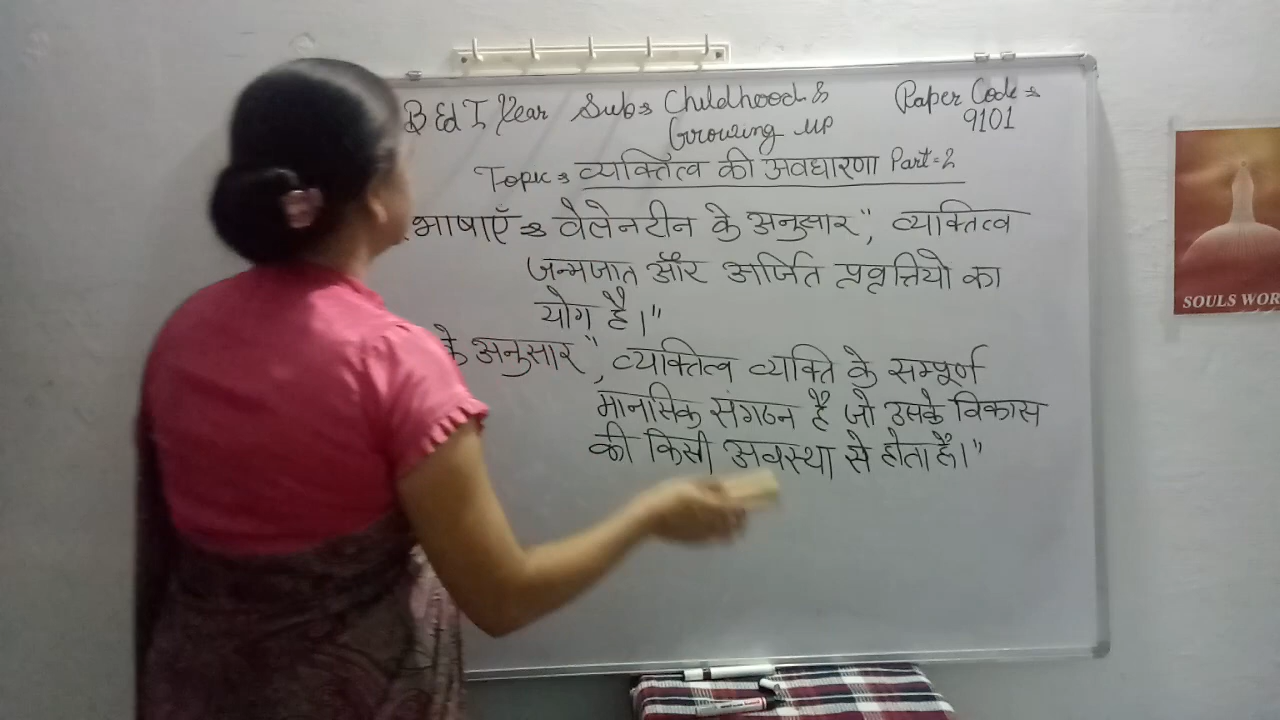 B Ed I Year Sub= Childhood &
Growing up
Paper Code =
9101
Topic = व्यक्तित्व की अवधारणा Part=2
भाषाएँ = वेलेनटीन के अनुसार ", व्यक्तित्व
जन्मजात और अर्जित प्रवृत्तियो का
योग है।"
के अनुसार ", व्यक्तित्व व्यक्ति के सम्पूर्ण
मानसिक संगठन है जो उसके विकास
की किसी अवस्था से होता है।"
SOULS WOR